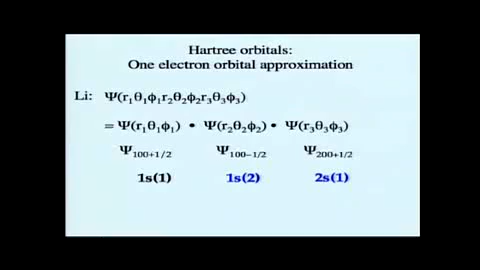 Hartree orbitals:
One electron orbital approximation
Li: Ψ(r₁θ₁ϕ₁r₂θ₂ϕ₂r₃θ₃ϕ₃)
= Ψ(r₁θ₁ϕ₁) • Ψ(r₂θ₂ϕ₂) • Ψ(r₃θ₃ϕ₃)
Ψ₁₀₀₊₁/₂ Ψ₁₀₀₋₁/₂ Ψ₂₀₀₊₁/₂
1s(1) 1s(2) 2s(1)